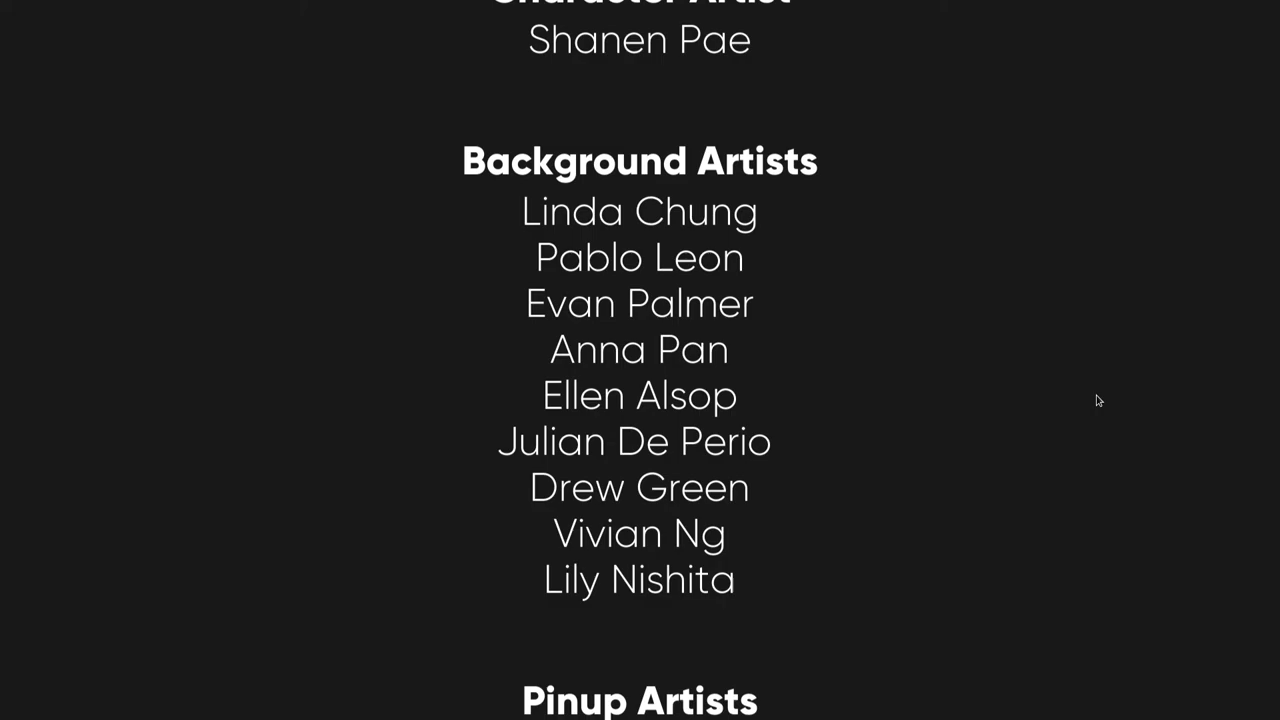 Character Artist
Shanen Pae
Background Artists
Linda Chung
Pablo Leon
Evan Palmer
Anna Pan
Ellen Alsop
Julian De Perio
Drew Green
Vivian Ng
Lily Nishita
Pinup Artists